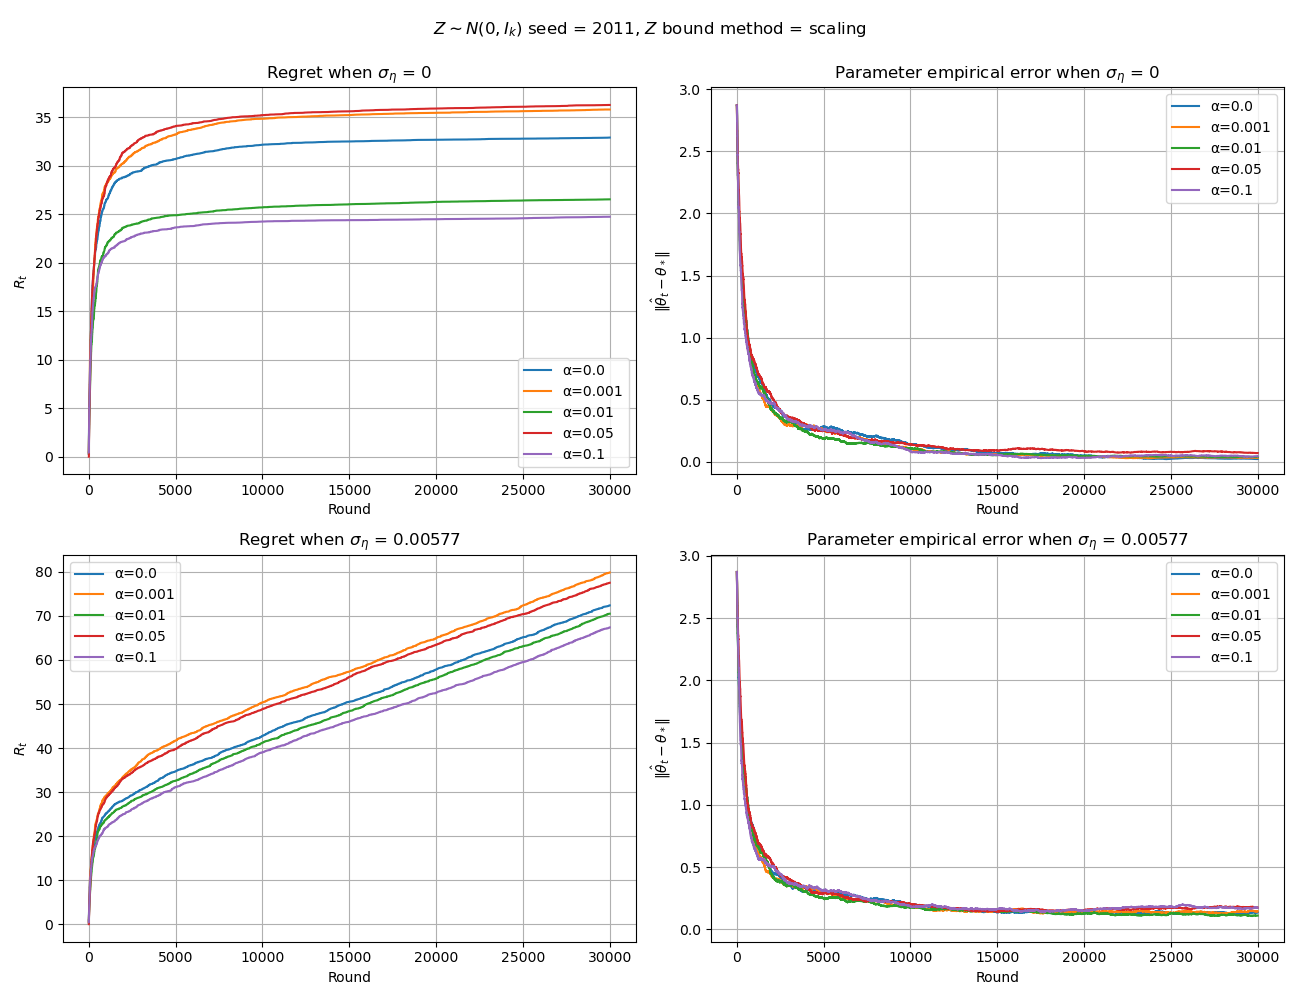 Z ∼ N(0, I_k) seed = 2011, Z bound method = scaling
Regret when σ_η = 0
R_t
35
30
25
20
15
10
5
0
α=0.0
α=0.001
α=0.01
α=0.05
α=0.1
0 5000 10000 15000 20000 25000 30000
Round
Parameter empirical error when σ_η = 0
‖θ̂_t − θ_*‖
3.0
2.5
2.0
1.5
1.0
0.5
0.0
α=0.0
α=0.001
α=0.01
α=0.05
α=0.1
0 5000 10000 15000 20000 25000 30000
Round
Regret when σ_η = 0.00577
R_t
80
70
60
50
40
30
20
10
0
α=0.0
α=0.001
α=0.01
α=0.05
α=0.1
0 5000 10000 15000 20000 25000 30000
Round
Parameter empirical error when σ_η = 0.00577
‖θ̂_t − θ_*‖
3.0
2.5
2.0
1.5
1.0
0.5
0.0
α=0.0
α=0.001
α=0.01
α=0.05
α=0.1
0 5000 10000 15000 20000 25000 30000
Round